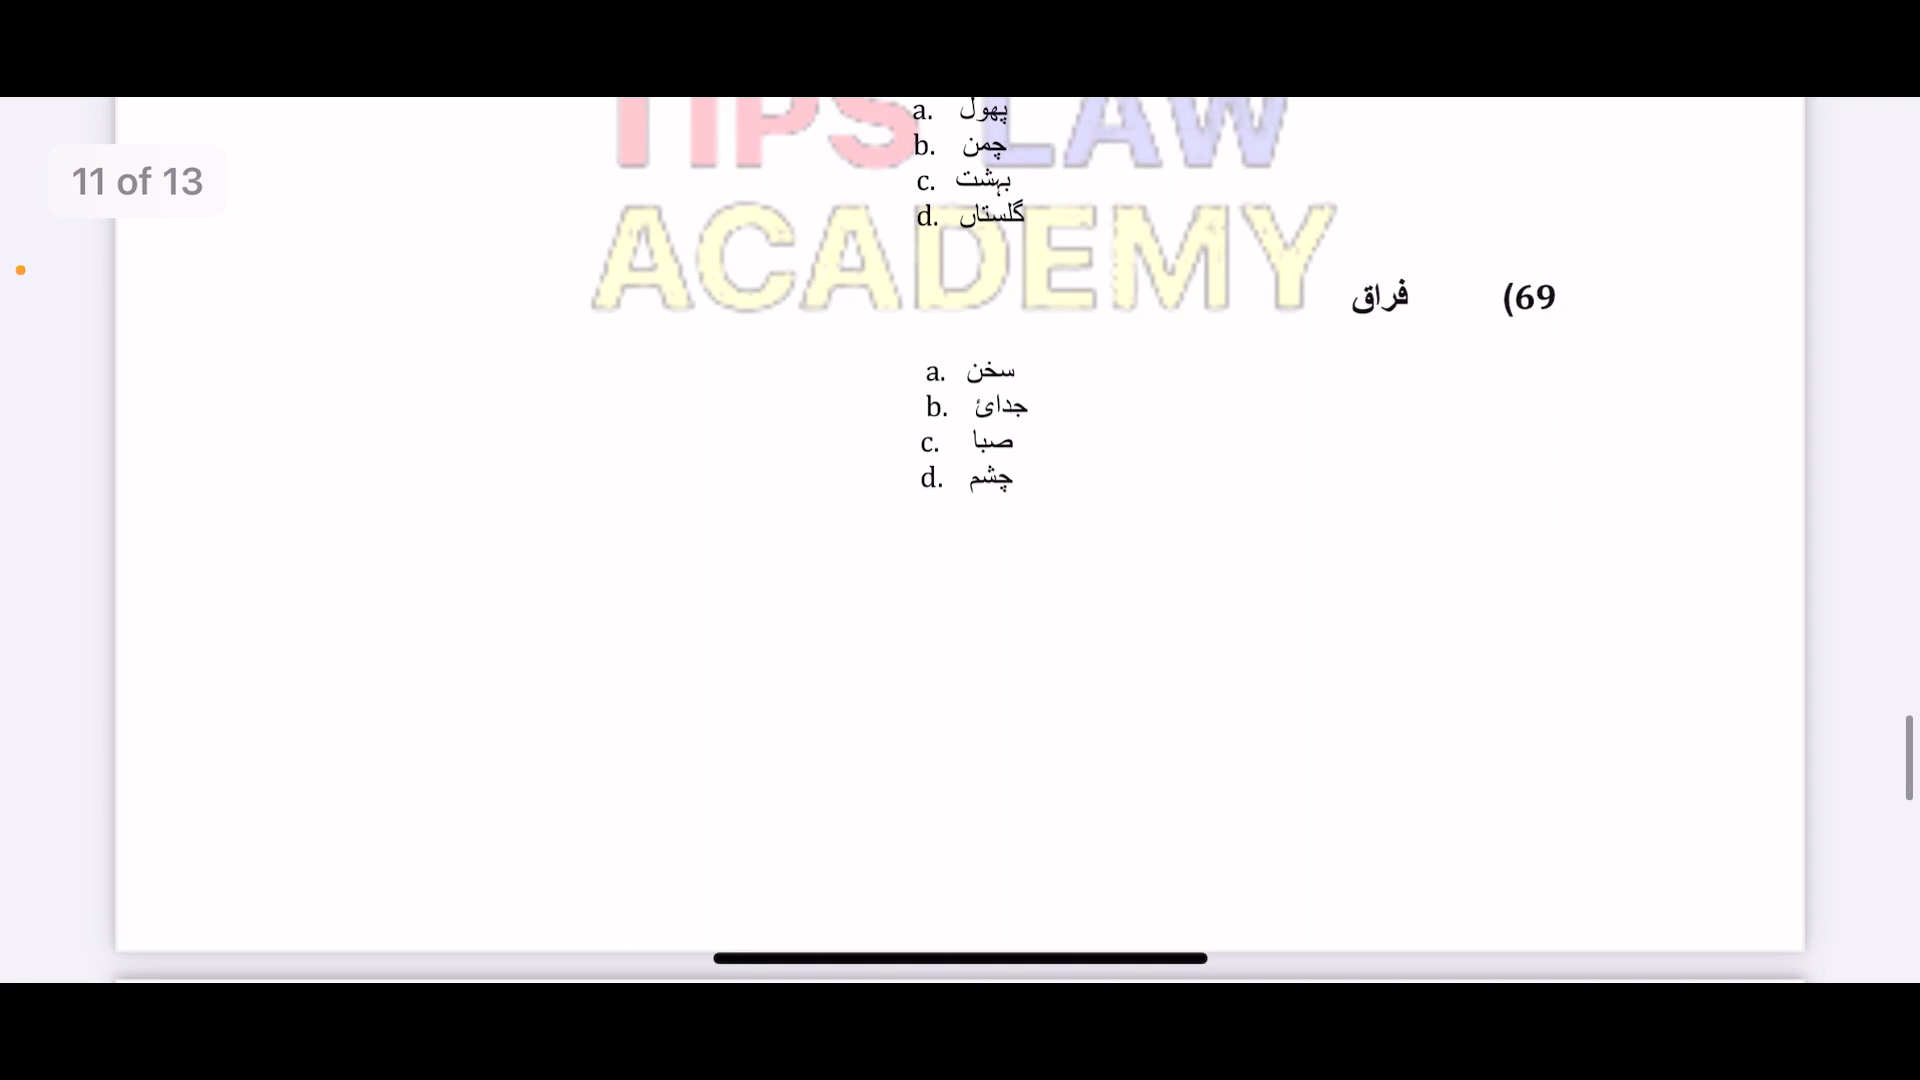 TIPS LAW
a. پھول
b. چمن
11 of 13
c. بہشت
d. گلستاں
ACADEMY
69) فراق
a. سخن
b. جدائ
c. صبا
d. چشم